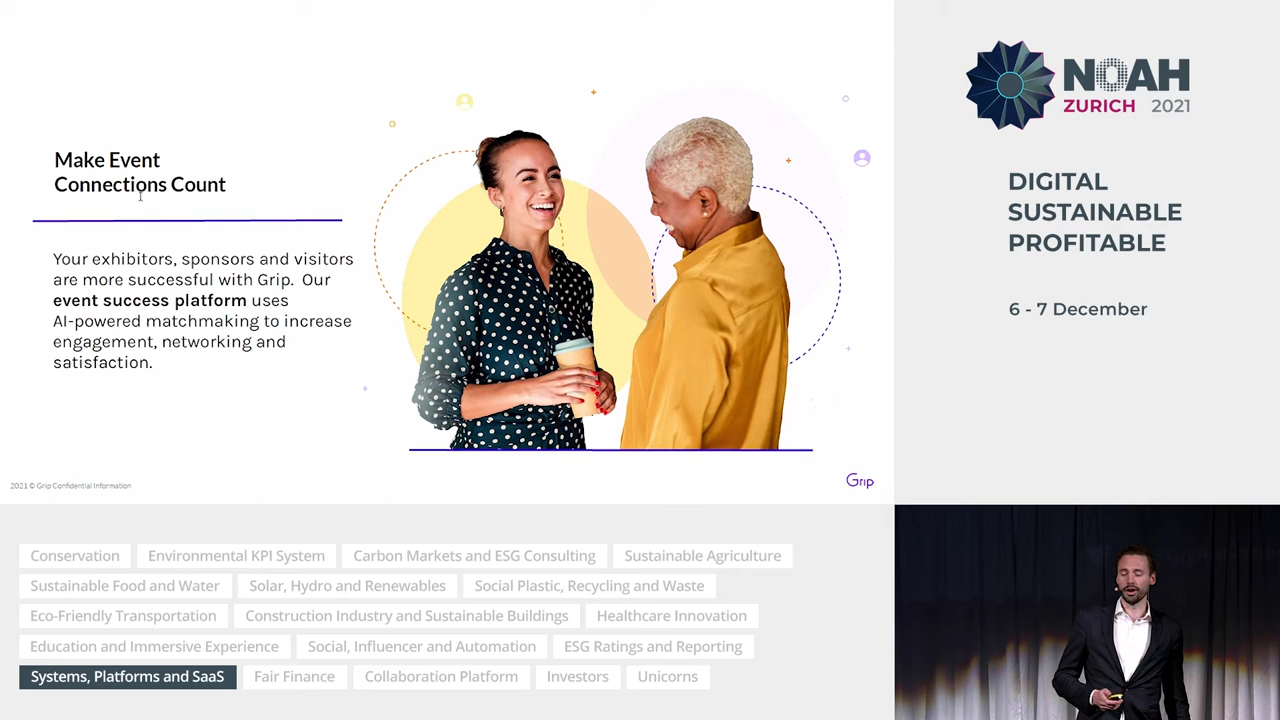 Make Event
Connections Count
Your exhibitors, sponsors and visitors
are more successful with Grip. Our
event success platform uses
AI-powered matchmaking to increase
engagement, networking and
satisfaction.
2021 © Grip Confidential Information
Grip
NOAH
ZURICH 2021
DIGITAL
SUSTAINABLE
PROFITABLE
6 - 7 December
Conservation Environmental KPI System Carbon Markets and ESG Consulting Sustainable Agriculture
Sustainable Food and Water Solar, Hydro and Renewables Social Plastic, Recycling and Waste
Eco-Friendly Transportation Construction Industry and Sustainable Buildings Healthcare Innovation
Education and Immersive Experience Social, Influencer and Automation ESG Ratings and Reporting
Systems, Platforms and SaaS Fair Finance Collaboration Platform Investors Unicorns